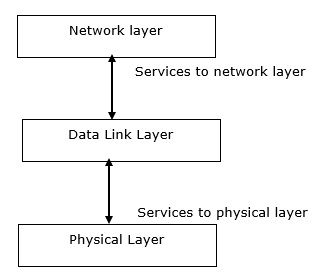 Network layer
Services to network layer
Data Link Layer
Services to physical layer
Physical Layer